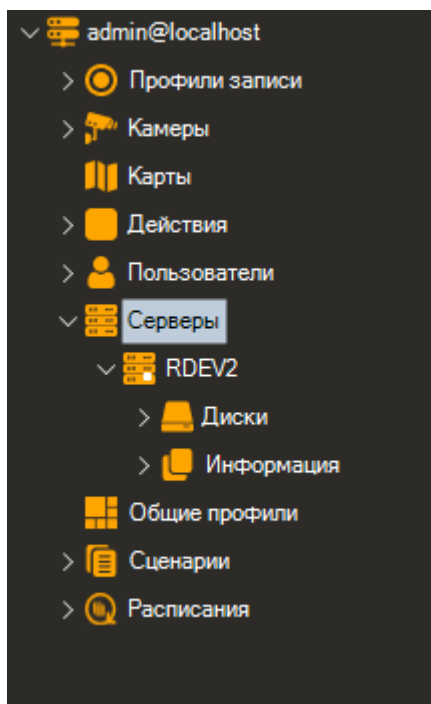 admin@localhost
Профили записи
Камеры
Карты
Действия
Пользователи
Серверы
RDEV2
Диски
Информация
Общие профили
Сценарии
Расписания